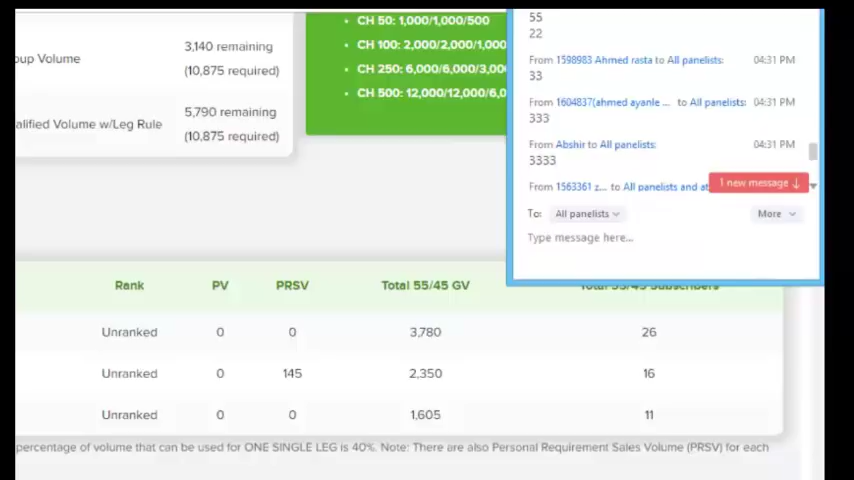 oup Volume
3,140 remaining
(10,875 required)
alified Volume w/Leg Rule
5,790 remaining
(10,875 required)
• CH 50: 1,000/1,000/500
• CH 100: 2,000/2,000/1,000
• CH 250: 6,000/6,000/3,00
• CH 500: 12,000/12,000/6,0
55
22
From 1598983 Ahmed rasta to All panelists: 04:31 PM
33
From 1604837(ahmed ayanle ... to All panelists: 04:31 PM
333
From Abshir to All panelists: 04:31 PM
3333
From 1563361 z... to All panelists and at
1 new message ↓
To: All panelists More
Type message here...
Rank PV PRSV Total 55/45 GV Total 55/45 Subscribers
Unranked 0 0 3,780 26
Unranked 0 145 2,350 16
Unranked 0 0 1,605 11
percentage of volume that can be used for ONE SINGLE LEG is 40%. Note: There are also Personal Requirement Sales Volume (PRSV) for each